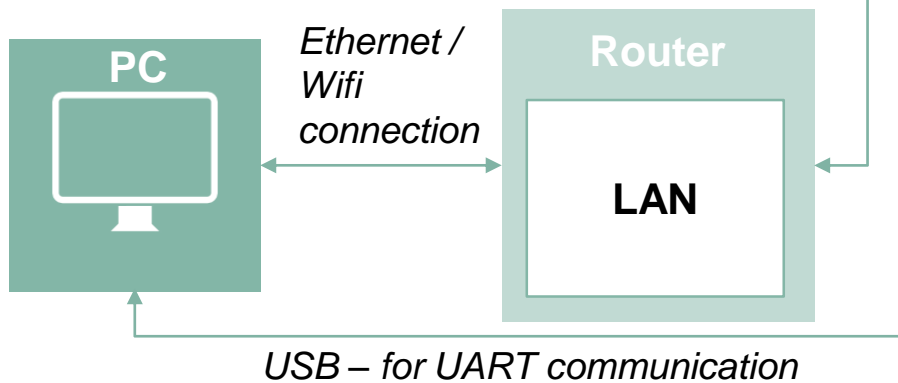 PC
Ethernet /
Wifi
connection
Router
LAN
USB – for UART communication